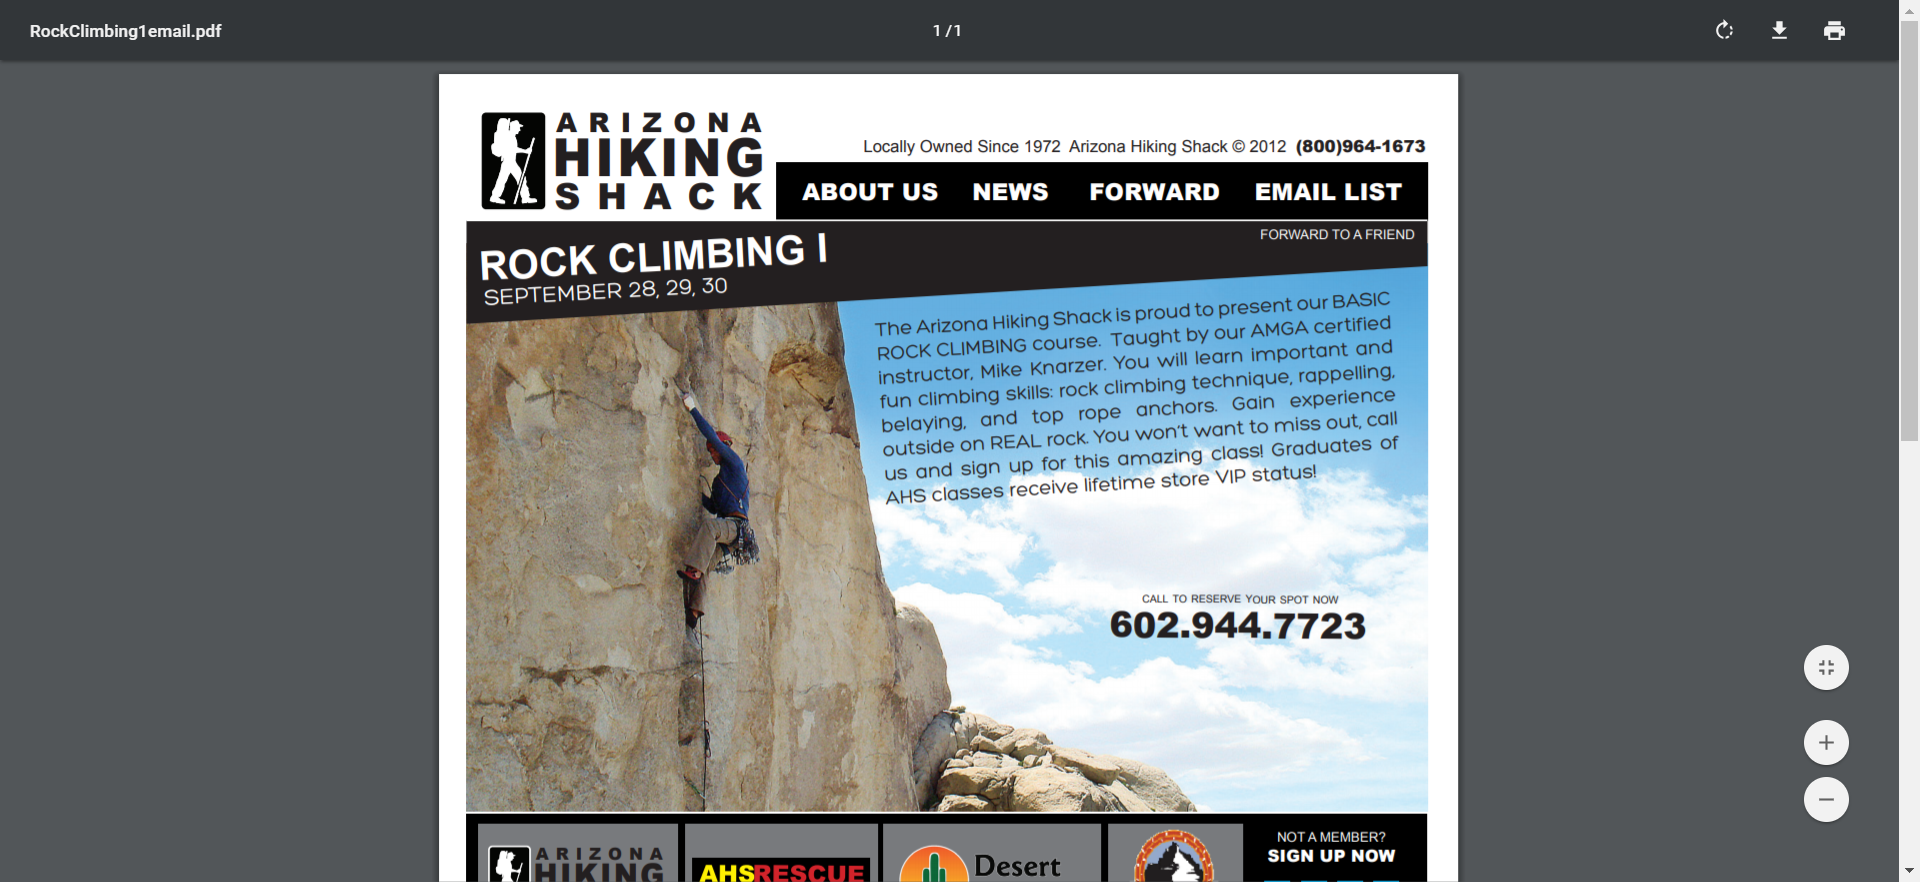 RockClimbing1email.pdf
1 / 1
ARIZONA
HIKING
SHACK
Locally Owned Since 1972 Arizona Hiking Shack © 2012 (800)964-1673
ABOUT US NEWS FORWARD EMAIL LIST
FORWARD TO A FRIEND
ROCK CLIMBING I
SEPTEMBER 28, 29, 30
The Arizona Hiking Shack is proud to present our BASIC
ROCK CLIMBING course. Taught by our AMGA certified
instructor, Mike Knarzer. You will learn important and
fun climbing skills: rock climbing technique, rappelling,
belaying, and top rope anchors. Gain experience
outside on REAL rock. You won't want to miss out, call
us and sign up for this amazing class! Graduates of
AHS classes receive lifetime store VIP status!
CALL TO RESERVE YOUR SPOT NOW
602.944.7723
ARIZONA
HIKING
AHSRESCUE
Desert
NOT A MEMBER?
SIGN UP NOW